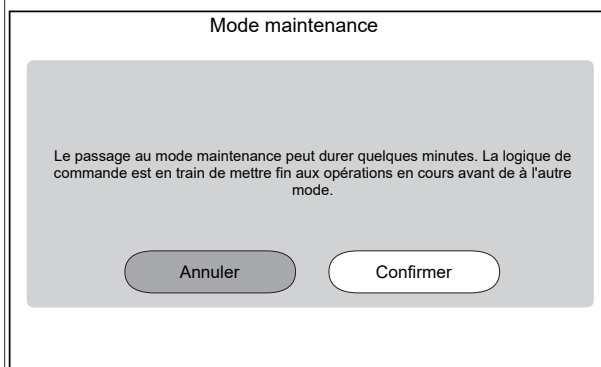 Mode maintenance
Le passage au mode maintenance peut durer quelques minutes. La logique de
commande est en train de mettre fin aux opérations en cours avant de à l'autre
mode.
Annuler
Confirmer